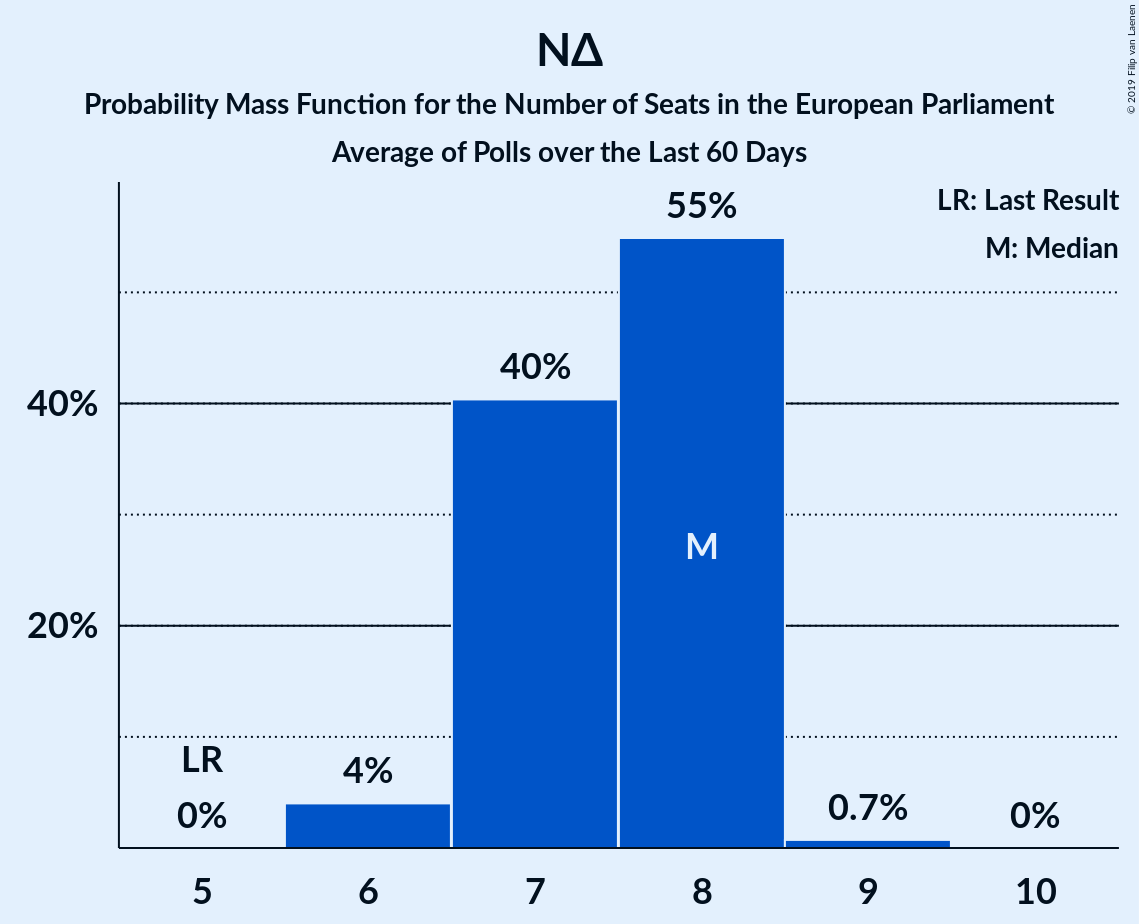 ΝΔ
Probability Mass Function for the Number of Seats in the European Parliament
Average of Polls over the Last 60 Days
© 2019 Filip van Laenen
LR: Last Result
M: Median
55%
40%
40%
M
20%
LR
4%
0%
0.7%
0%
5 6 7 8 9 10